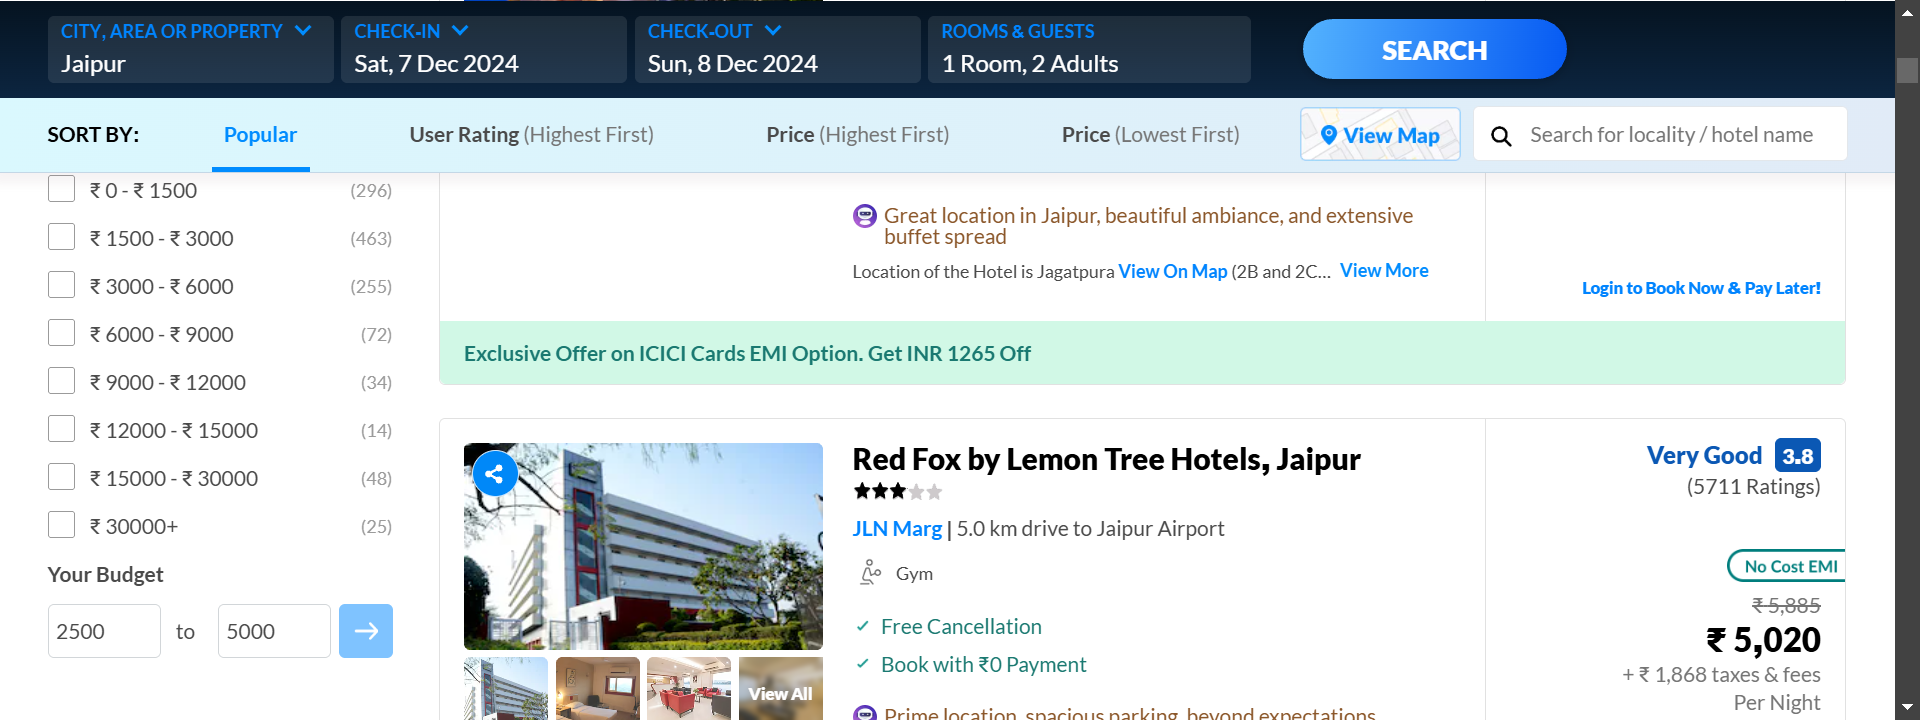 CITY, AREA OR PROPERTY
Jaipur
CHECK-IN
Sat, 7 Dec 2024
CHECK-OUT
Sun, 8 Dec 2024
ROOMS & GUESTS
1 Room, 2 Adults
SEARCH
SORT BY:
Popular
User Rating (Highest First)
Price (Highest First)
Price (Lowest First)
View Map
Search for locality / hotel name
₹ 0 - ₹ 1500 (296)
₹ 1500 - ₹ 3000 (463)
₹ 3000 - ₹ 6000 (255)
₹ 6000 - ₹ 9000 (72)
₹ 9000 - ₹ 12000 (34)
₹ 12000 - ₹ 15000 (14)
₹ 15000 - ₹ 30000 (48)
₹ 30000+ (25)
Your Budget
2500 to 5000
Great location in Jaipur, beautiful ambiance, and extensive
buffet spread
Location of the Hotel is Jagatpura View On Map (2B and 2C... View More
Login to Book Now & Pay Later!
Exclusive Offer on ICICI Cards EMI Option. Get INR 1265 Off
Red Fox by Lemon Tree Hotels, Jaipur
JLN Marg | 5.0 km drive to Jaipur Airport
Gym
Free Cancellation
Book with ₹0 Payment
Prime location, spacious parking, beyond expectations
View All
Very Good 3.8
(5711 Ratings)
No Cost EMI
₹ 5,885
₹ 5,020
+ ₹ 1,868 taxes & fees
Per Night